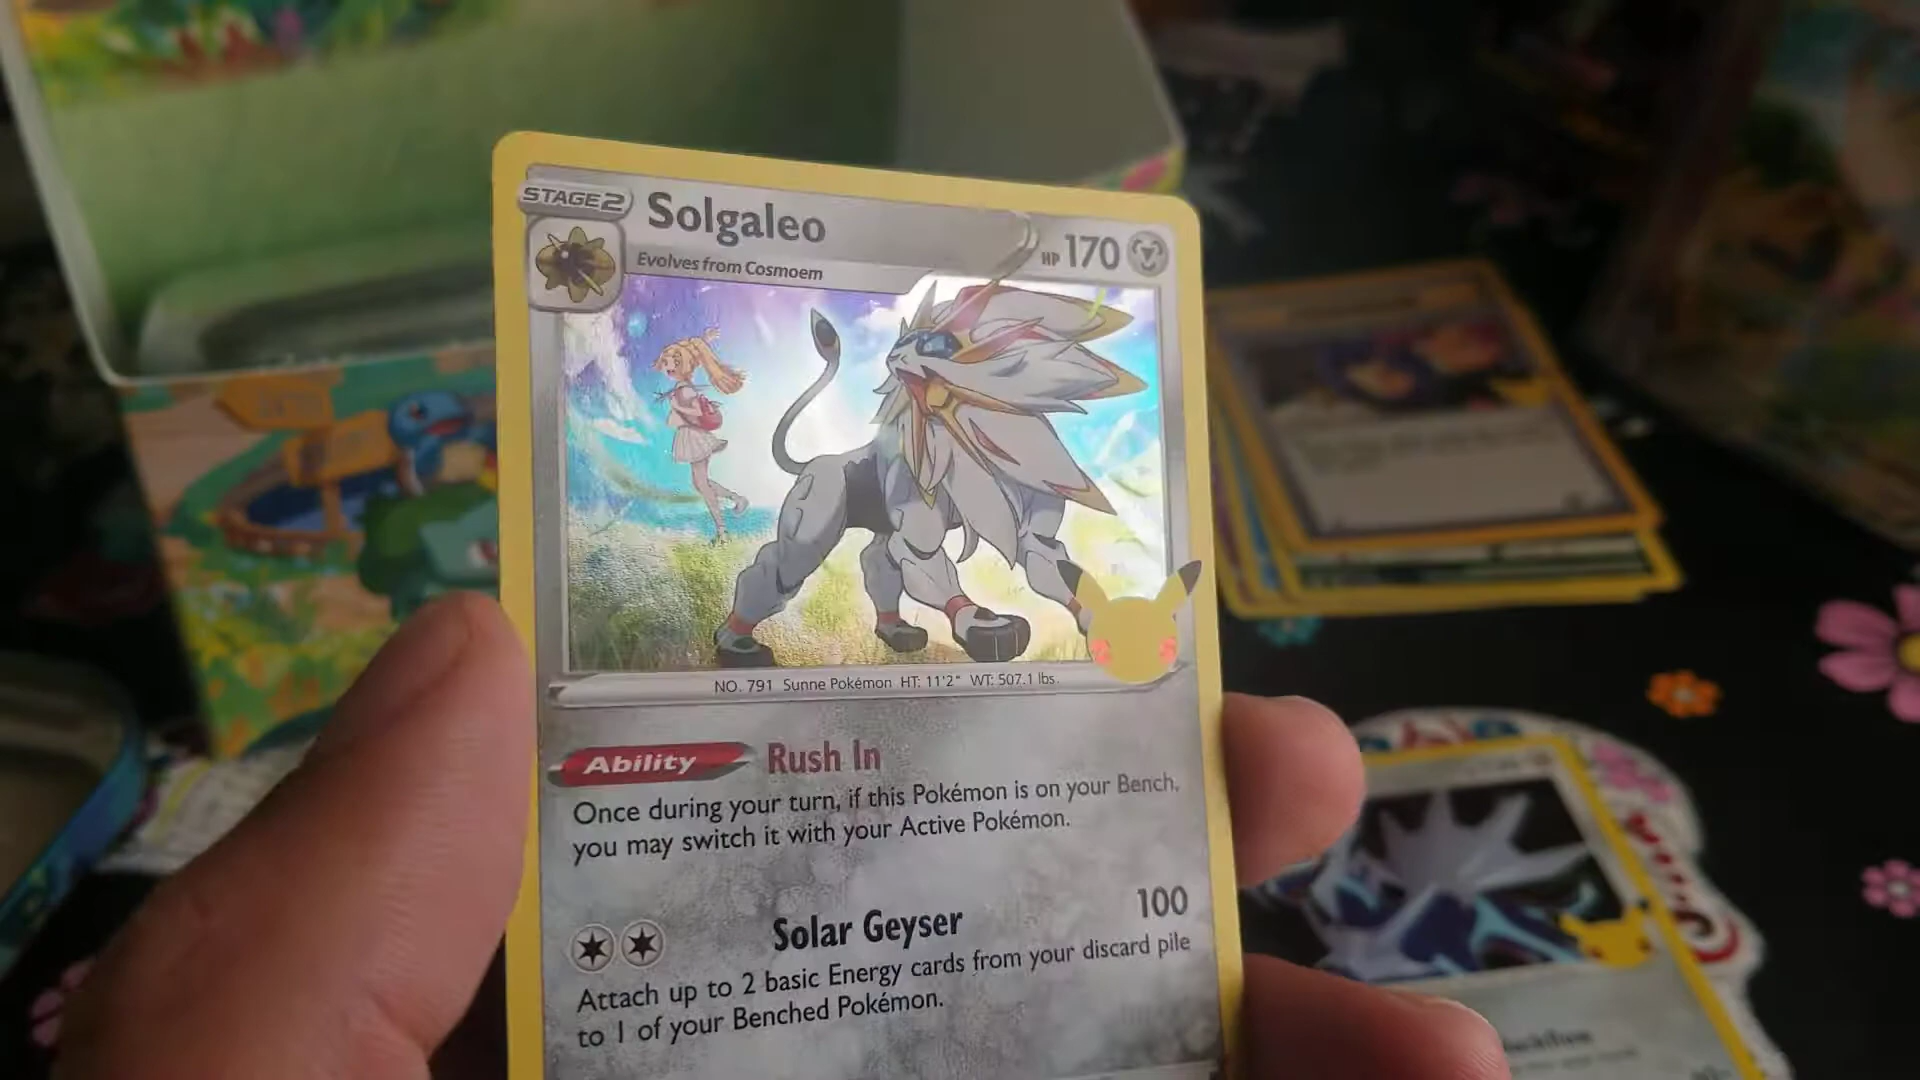 STAGE2
Solgaleo
HP 170
Evolves from Cosmoem
NO. 791 Sunne Pokémon HT: 11'2" WT: 507.1 lbs.
Ability Rush In
Once during your turn, if this Pokémon is on your Bench,
you may switch it with your Active Pokémon.
Solar Geyser 100
Attach up to 2 basic Energy cards from your discard pile
to 1 of your Benched Pokémon.